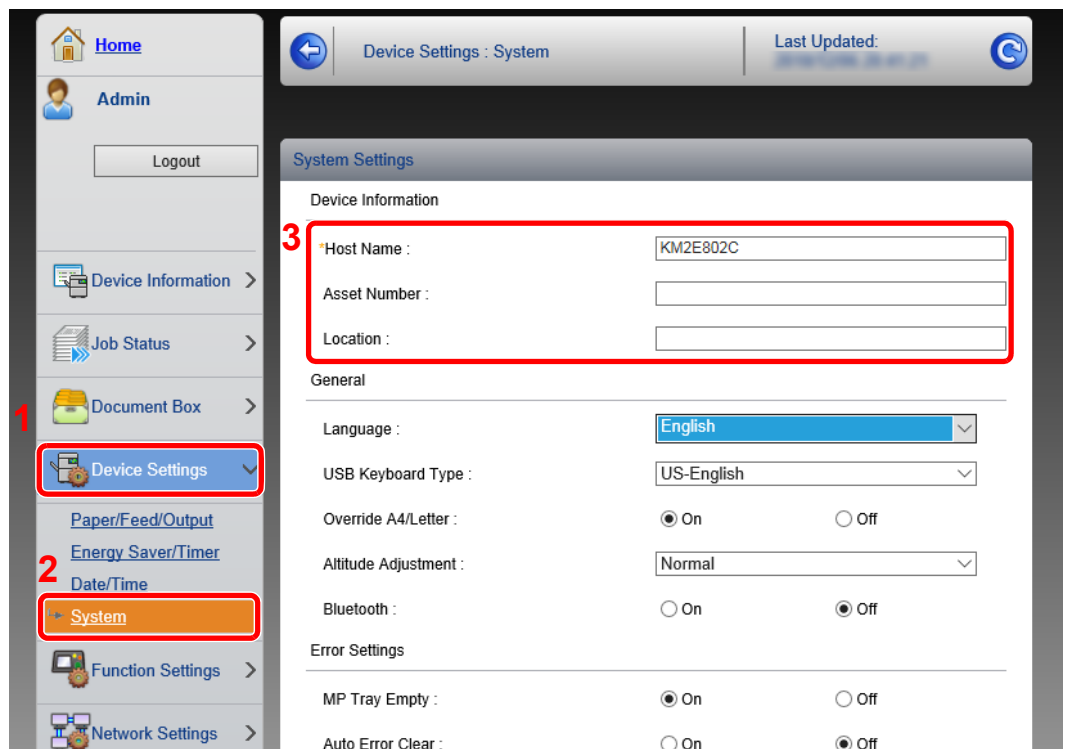 Home
Device Settings : System
Last Updated:
Admin
Logout
System Settings
Device Information
3
*Host Name :
KM2E802C
Device Information
Asset Number :
Location :
Job Status
General
1
Document Box
Language :
English
Device Settings
USB Keyboard Type :
US-English
Paper/Feed/Output
Override A4/Letter :
On
Off
Energy Saver/Timer
2
Altitude Adjustment :
Normal
Date/Time
System
Bluetooth :
On
Off
Error Settings
Function Settings
MP Tray Empty :
On
Off
Network Settings
Auto Error Clear :
On
Off